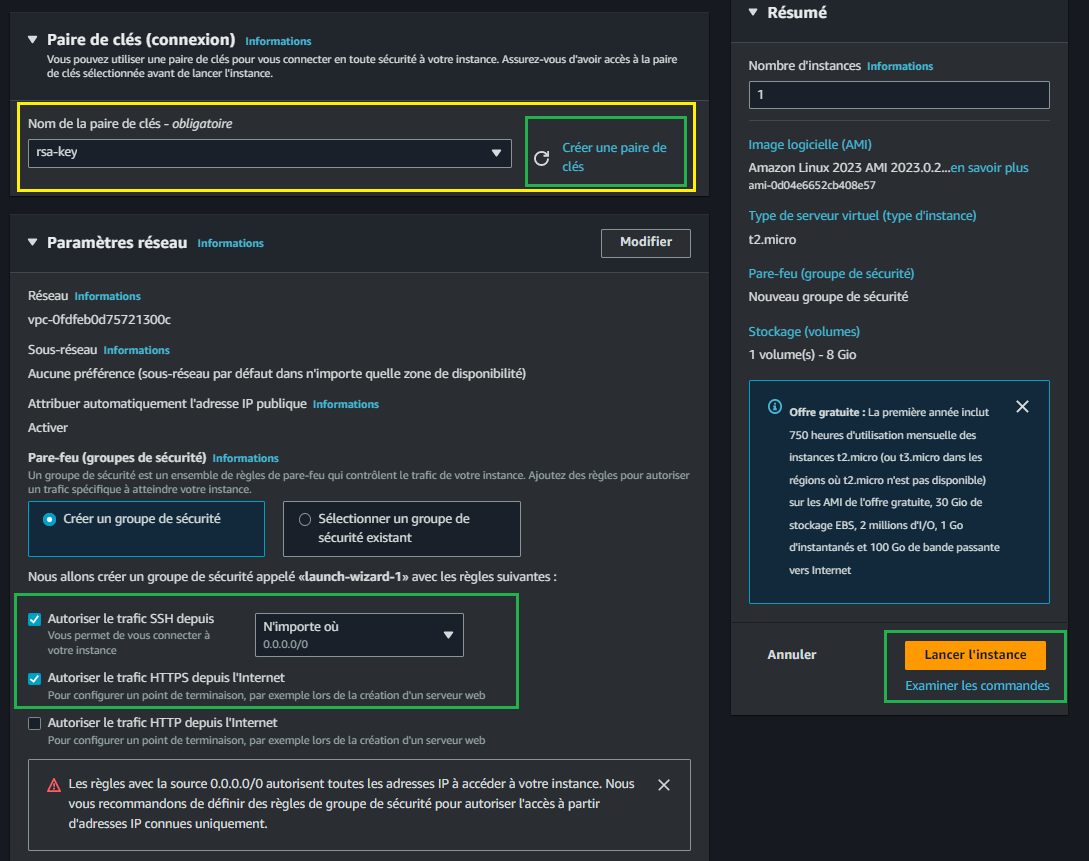 Paire de clés (connexion) Informations
Vous pouvez utiliser une paire de clés pour vous connecter en toute sécurité à votre instance. Assurez-vous d'avoir accès à la paire
de clés sélectionnée avant de lancer l'instance.
Nom de la paire de clés - obligatoire
rsa-key
Créer une paire de
clés
Paramètres réseau Informations
Modifier
Réseau Informations
vpc-0fdfeb0d75721300c
Sous-réseau Informations
Aucune préférence (sous-réseau par défaut dans n'importe quelle zone de disponibilité)
Attribuer automatiquement l'adresse IP publique Informations
Activer
Pare-feu (groupes de sécurité) Informations
Un groupe de sécurité est un ensemble de règles de pare-feu qui contrôlent le trafic de votre instance. Ajoutez des règles pour autoriser
un trafic spécifique à atteindre votre instance.
Créer un groupe de sécurité
Sélectionner un groupe de
sécurité existant
Nous allons créer un groupe de sécurité appelé «launch-wizard-1» avec les règles suivantes :
Autoriser le trafic SSH depuis
Vous permet de vous connecter à
votre instance
N'importe où
0.0.0.0/0
Autoriser le trafic HTTPS depuis l'Internet
Pour configurer un point de terminaison, par exemple lors de la création d'un serveur web
Autoriser le trafic HTTP depuis l'Internet
Pour configurer un point de terminaison, par exemple lors de la création d'un serveur web
Les règles avec la source 0.0.0.0/0 autorisent toutes les adresses IP à accéder à votre instance. Nous
vous recommandons de définir des règles de groupe de sécurité pour autoriser l'accès à partir
d'adresses IP connues uniquement.
Résumé
Nombre d'instances Informations
1
Image logicielle (AMI)
Amazon Linux 2023 AMI 2023.0.2...en savoir plus
ami-0d04e6652cb408e57
Type de serveur virtuel (type d'instance)
t2.micro
Pare-feu (groupe de sécurité)
Nouveau groupe de sécurité
Stockage (volumes)
1 volume(s) - 8 Gio
Offre gratuite : La première année inclut
750 heures d'utilisation mensuelle des
instances t2.micro (ou t3.micro dans les
régions où t2.micro n'est pas disponible)
sur les AMI de l'offre gratuite, 30 Gio de
stockage EBS, 2 millions d'I/O, 1 Go
d'instantanés et 100 Go de bande passante
vers Internet
Annuler
Lancer l'instance
Examiner les commandes